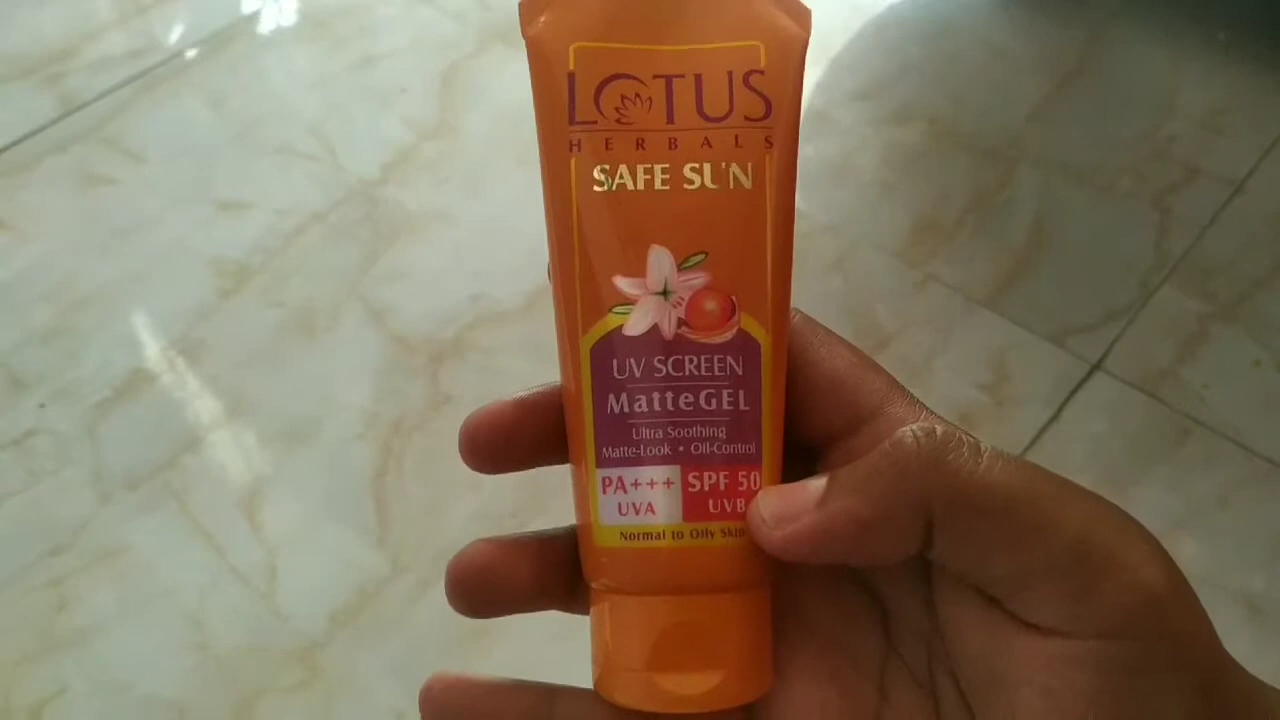 LOTUS
HERBALS
SAFE SUN
UV SCREEN
MatteGEL
Ultra Soothing
Matte-Look • Oil-Control
PA+++ SPF 50
UVA UVB
Normal to Oily Skin